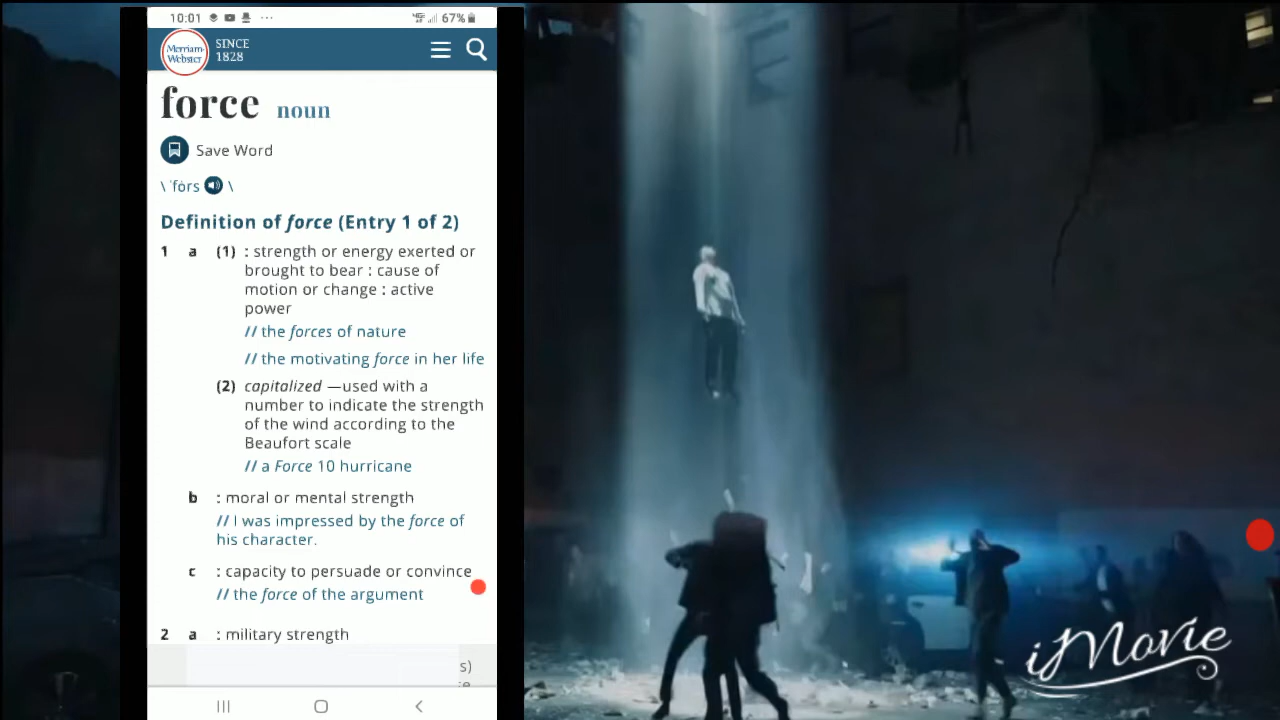 10:01 67%
Merriam-
Webster
SINCE
1828
force noun
Save Word
\ ˈfȯrs \
Definition of force (Entry 1 of 2)
1 a (1) : strength or energy exerted or
brought to bear : cause of
motion or change : active
power
// the forces of nature
// the motivating force in her life
(2) capitalized —used with a
number to indicate the strength
of the wind according to the
Beaufort scale
// a Force 10 hurricane
b : moral or mental strength
// I was impressed by the force of
his character.
c : capacity to persuade or convince
// the force of the argument
2 a : military strength
s)
iMovie